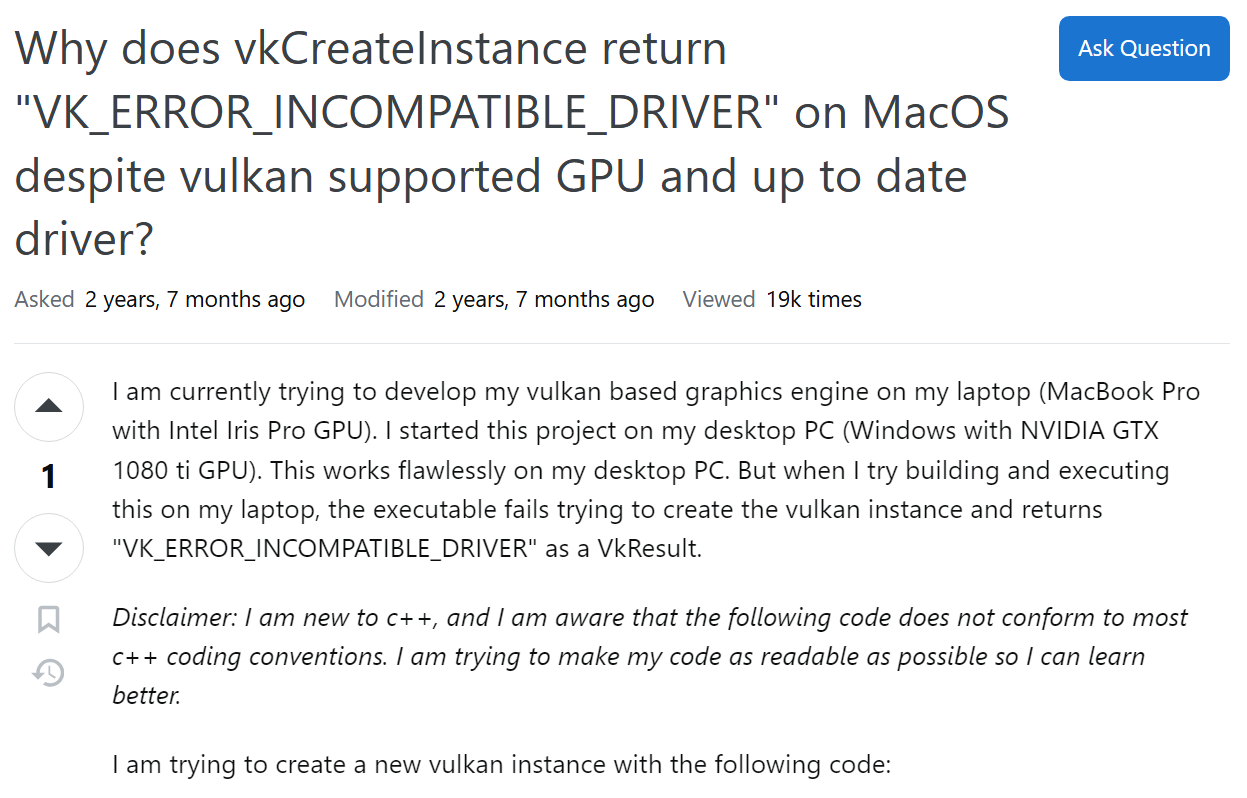 Why does vkCreateInstance return
"VK_ERROR_INCOMPATIBLE_DRIVER" on MacOS
despite vulkan supported GPU and up to date
driver?
Ask Question
Asked 2 years, 7 months ago Modified 2 years, 7 months ago Viewed 19k times
1
I am currently trying to develop my vulkan based graphics engine on my laptop (MacBook Pro
with Intel Iris Pro GPU). I started this project on my desktop PC (Windows with NVIDIA GTX
1080 ti GPU). This works flawlessly on my desktop PC. But when I try building and executing
this on my laptop, the executable fails trying to create the vulkan instance and returns
"VK_ERROR_INCOMPATIBLE_DRIVER" as a VkResult.
Disclaimer: I am new to c++, and I am aware that the following code does not conform to most
c++ coding conventions. I am trying to make my code as readable as possible so I can learn
better.
I am trying to create a new vulkan instance with the following code: